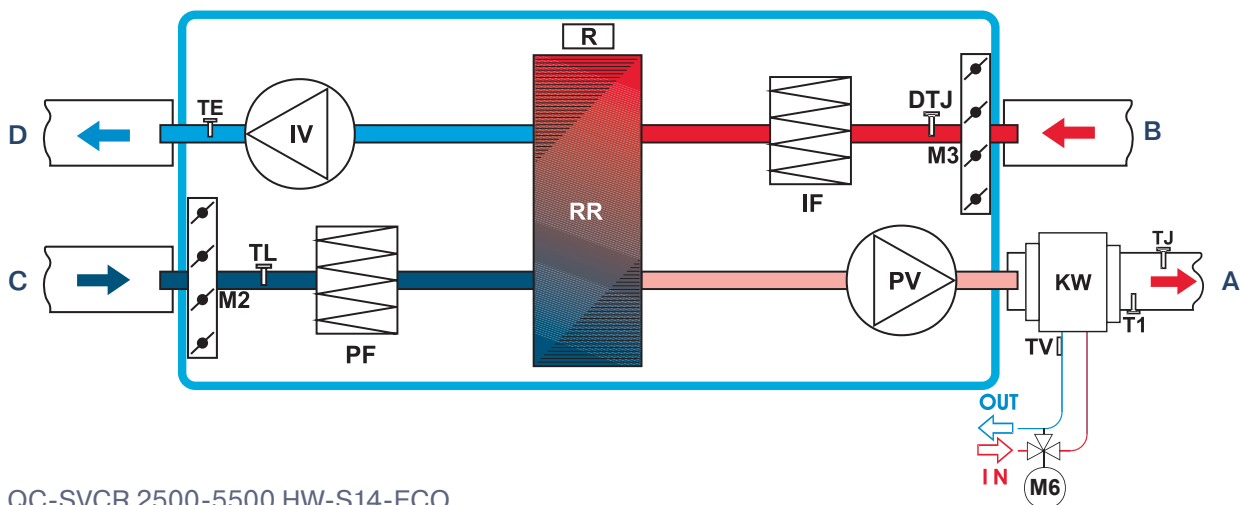 R
TE
IV
DTJ
D
B
M3
IF
RR
TL
TJ
C
M2
PV
KW
A
PF
T1
TV
OUT
IN
M6
QC-SVCR 2500-5500 HW-S14-ECO